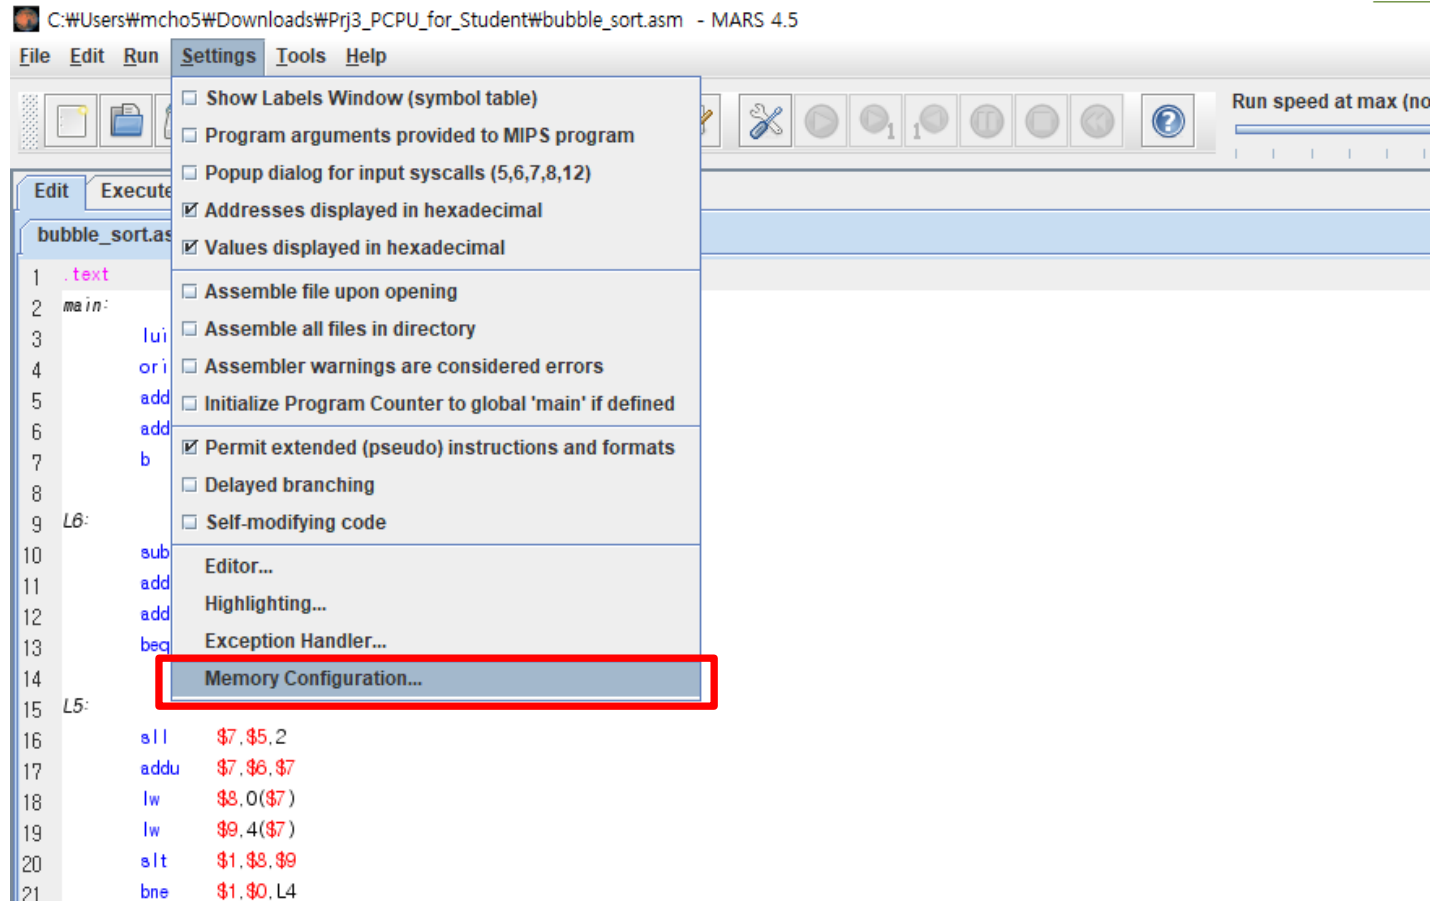 C:₩Users₩mcho5₩Downloads₩Prj3_PCPU_for_Student₩bubble_sort.asm - MARS 4.5
File Edit Run Settings Tools Help
Run speed at max (no
Show Labels Window (symbol table)
Program arguments provided to MIPS program
Popup dialog for input syscalls (5,6,7,8,12)
Addresses displayed in hexadecimal
Values displayed in hexadecimal
Assemble file upon opening
Assemble all files in directory
Assembler warnings are considered errors
Initialize Program Counter to global 'main' if defined
Permit extended (pseudo) instructions and formats
Delayed branching
Self-modifying code
Editor...
Highlighting...
Exception Handler...
Memory Configuration...
Edit Execute
bubble_sort.as
1 .text
2 main:
3 lui
4 ori
5 add
6 add
7 b
8
9 L6:
10 sub
11 add
12 add
13 beq
14
15 L5:
16 sll $7,$5,2
17 addu $7,$6,$7
18 lw $8,0($7)
19 lw $9,4($7)
20 slt $1,$8,$9
21 bne $1,$0,L4